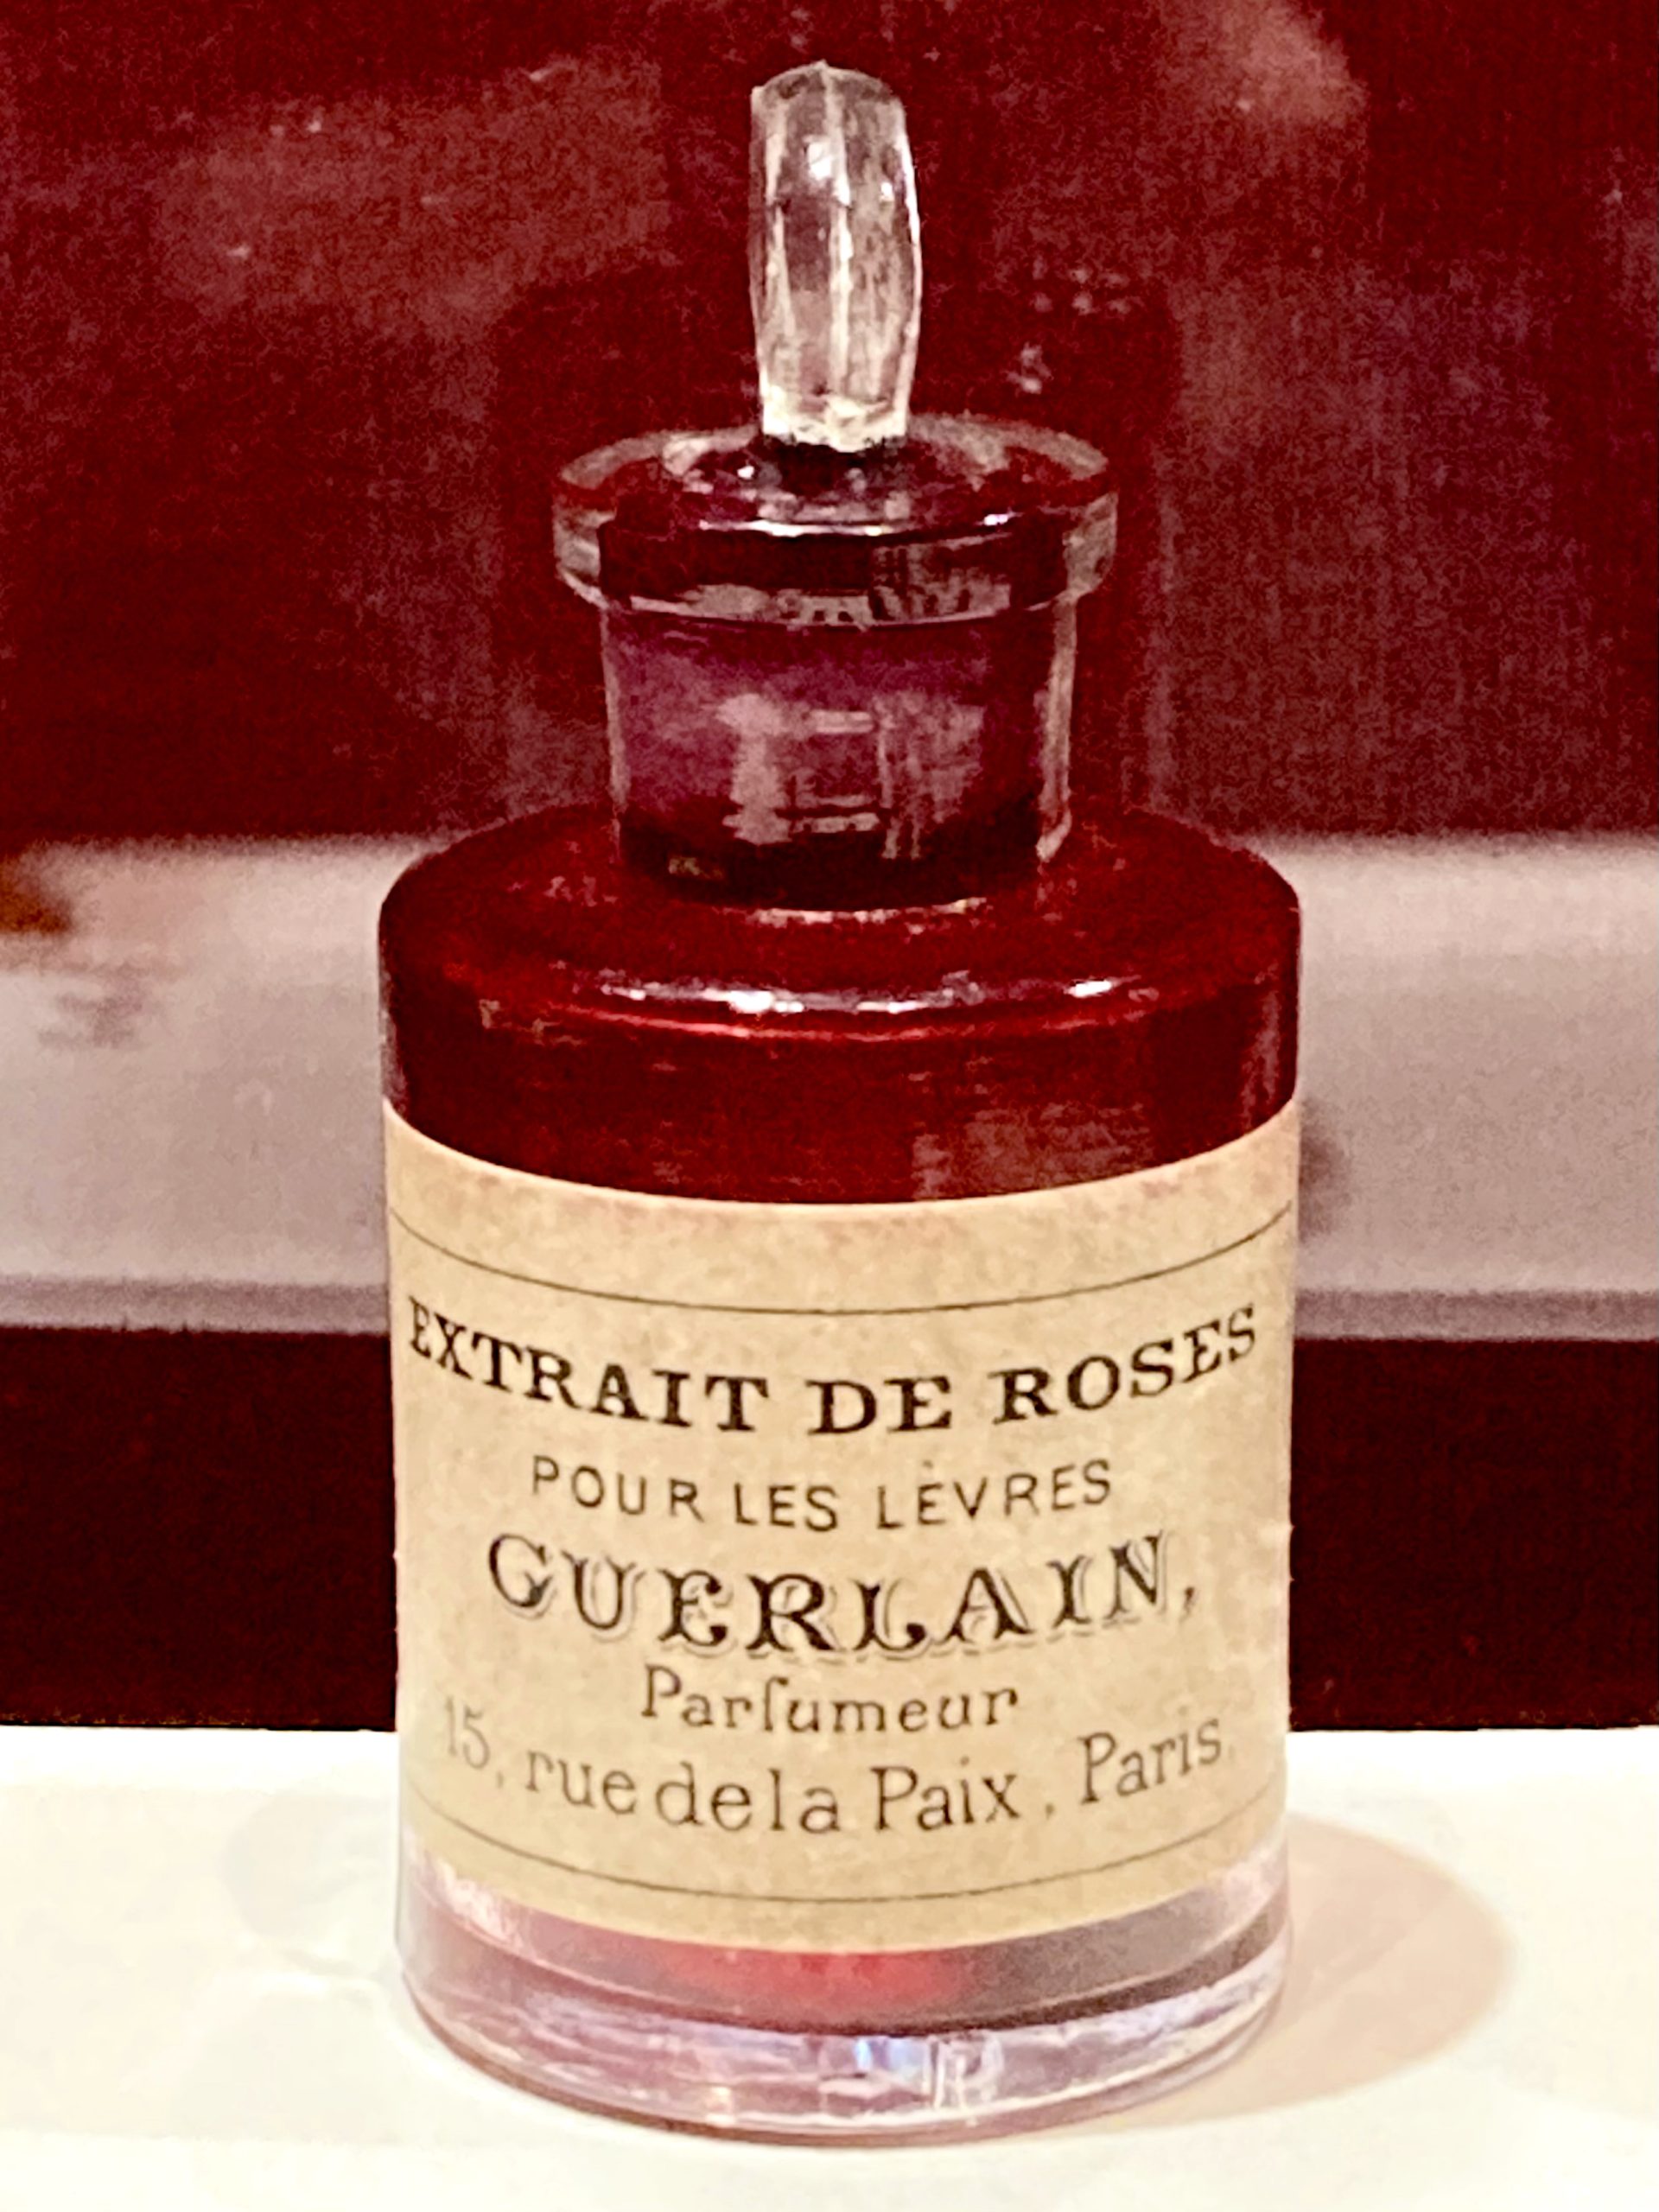 EXTRAIT DE ROSES
POUR LES LÈVRES
GUERLAIN,
Parfumeur
15, rue de la Paix, Paris.